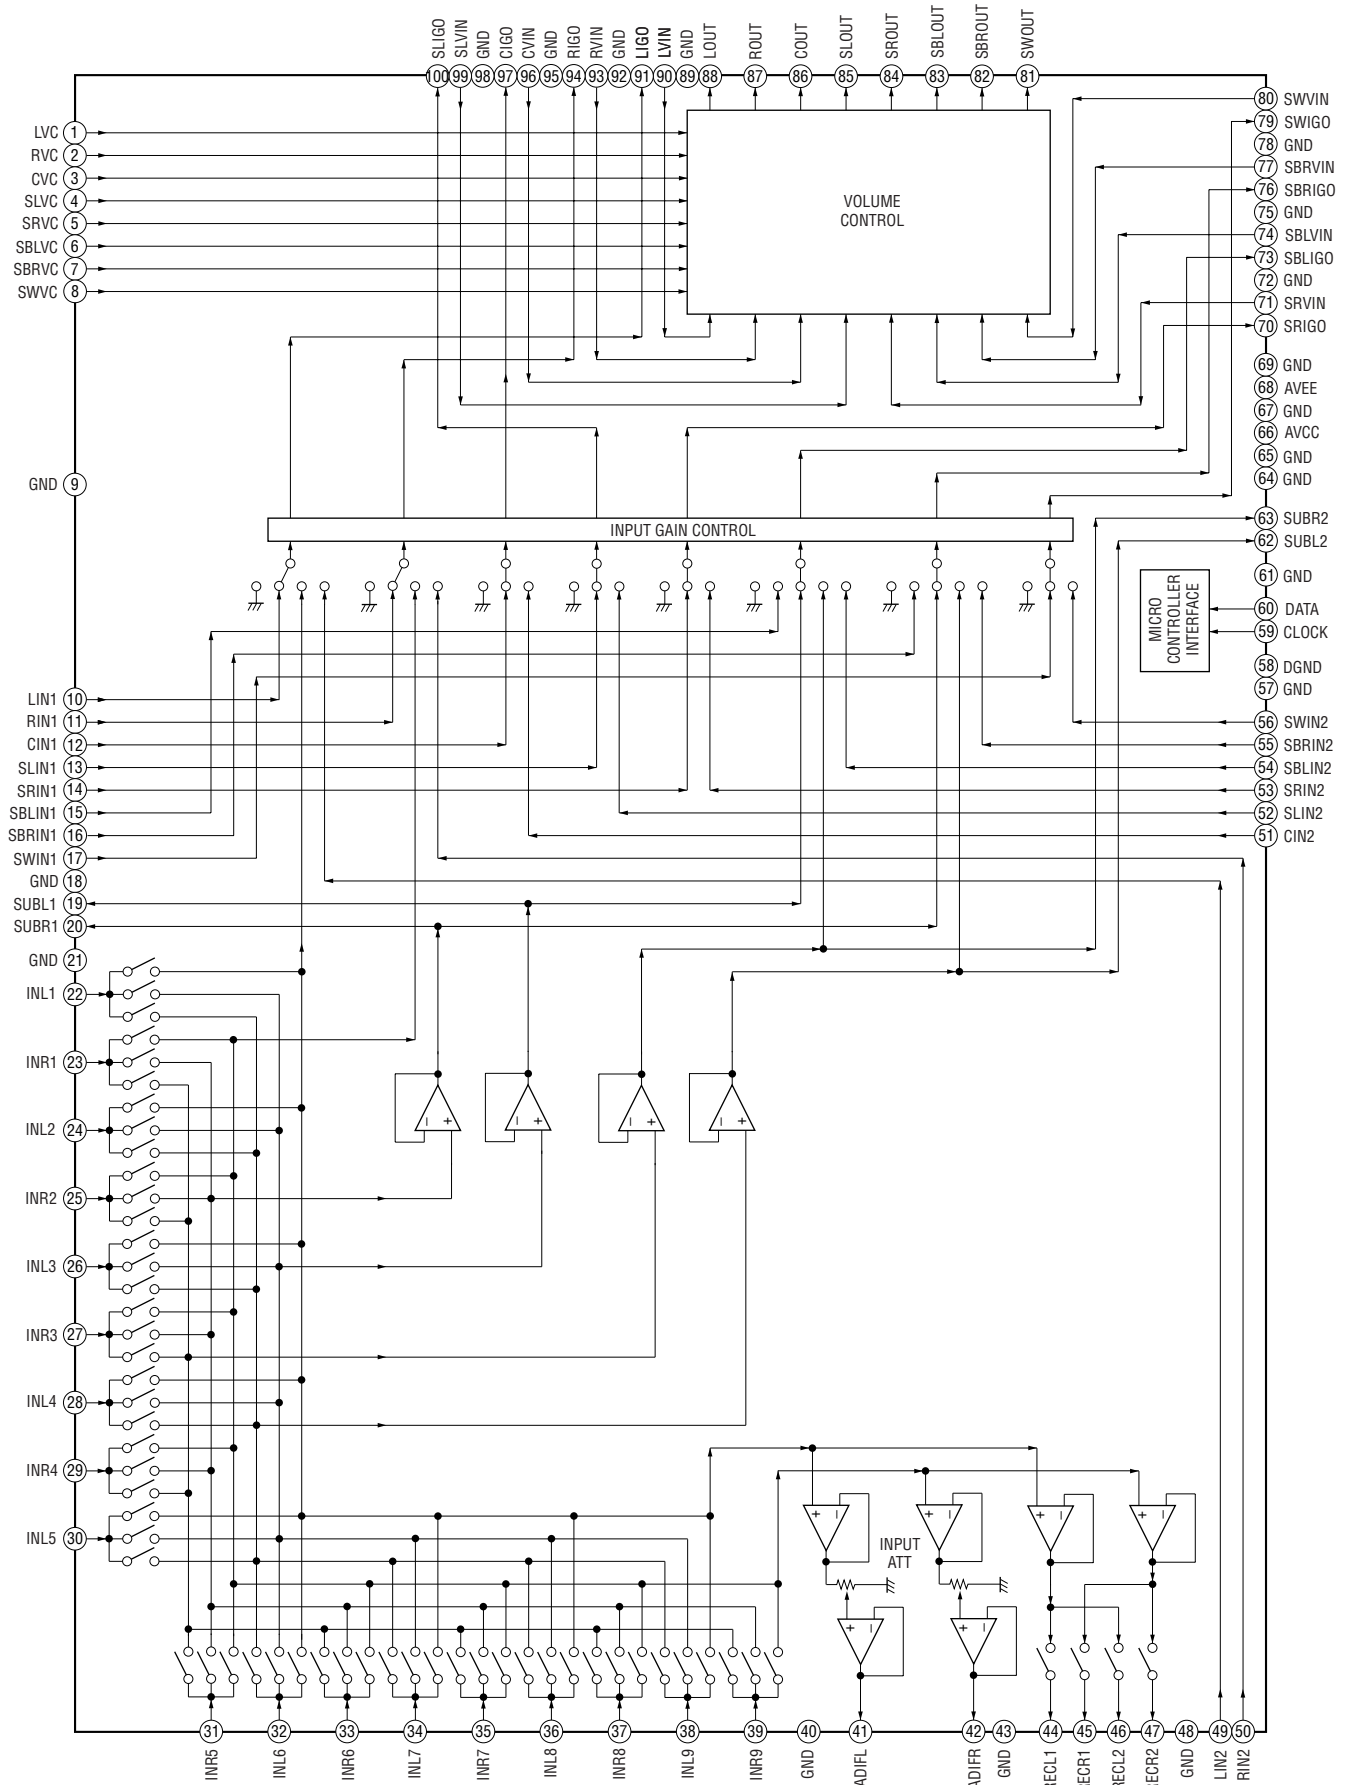 SLIGO
SLVIN
GND
CIGO
CVIN
GND
RIGO
RVIN
GND
LIGO
LVIN
GND
LOUT
ROUT
COUT
SLOUT
SROUT
SBLOUT
SBROUT
SWOUT
100 99 98 97 96 95 94 93 92 91 90 89 88 87 86 85 84 83 82 81
LVC 1
RVC 2
CVC 3
SLVC 4
SRVC 5
SBLVC 6
SBRVC 7
SWVC 8
GND 9
LIN1 10
RIN1 11
CIN1 12
SLIN1 13
SRIN1 14
SBLIN1 15
SBRIN1 16
SWIN1 17
GND 18
SUBL1 19
SUBR1 20
GND 21
INL1 22
INR1 23
INL2 24
INR2 25
INL3 26
INR3 27
INL4 28
INR4 29
INL5 30
VOLUME
CONTROL
INPUT GAIN CONTROL
MICRO
CONTROLLER
INTERFACE
80 SWVIN
79 SWIGO
78 GND
77 SBRVIN
76 SBRIGO
75 GND
74 SBLVIN
73 SBLIGO
72 GND
71 SRVIN
70 SRIGO
69 GND
68 AVEE
67 GND
66 AVCC
65 GND
64 GND
63 SUBR2
62 SUBL2
61 GND
60 DATA
59 CLOCK
58 DGND
57 GND
56 SWIN2
55 SBRIN2
54 SBLIN2
53 SRIN2
52 SLIN2
51 CIN2
− +
− +
− +
− +
+ −
+ −
+ −
+ −
INPUT
ATT
+ −
+ −
31 32 33 34 35 36 37 38 39 40 41 42 43 44 45 46 47 48 49 50
INR5
INL6
INR6
INL7
INR7
INL8
INR8
INL9
INR9
GND
ADIFL
ADIFR
GND
RECL1
RECR1
RECL2
RECR2
GND
LIN2
RIN2